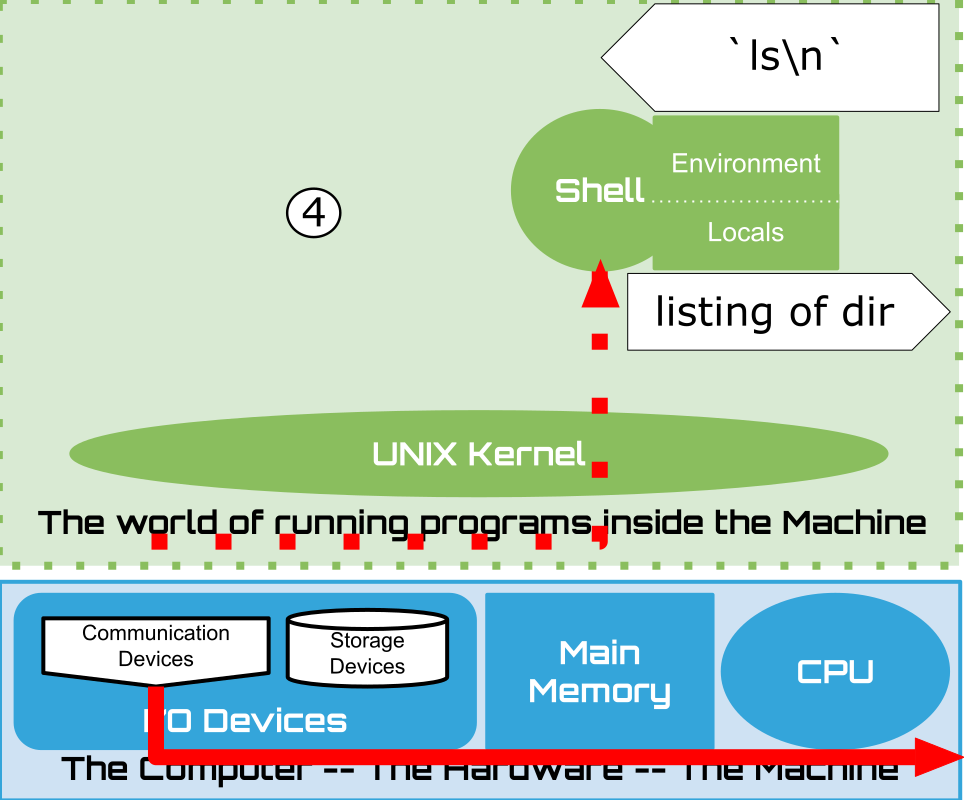 `ls\n`
Environment
Shell
Locals
4
listing of dir
UNIX Kernel
The world of running programs inside the Machine
Communication
Devices
Storage
Devices
Main
Memory
CPU
I/O Devices
The Computer -- The Hardware -- The Machine